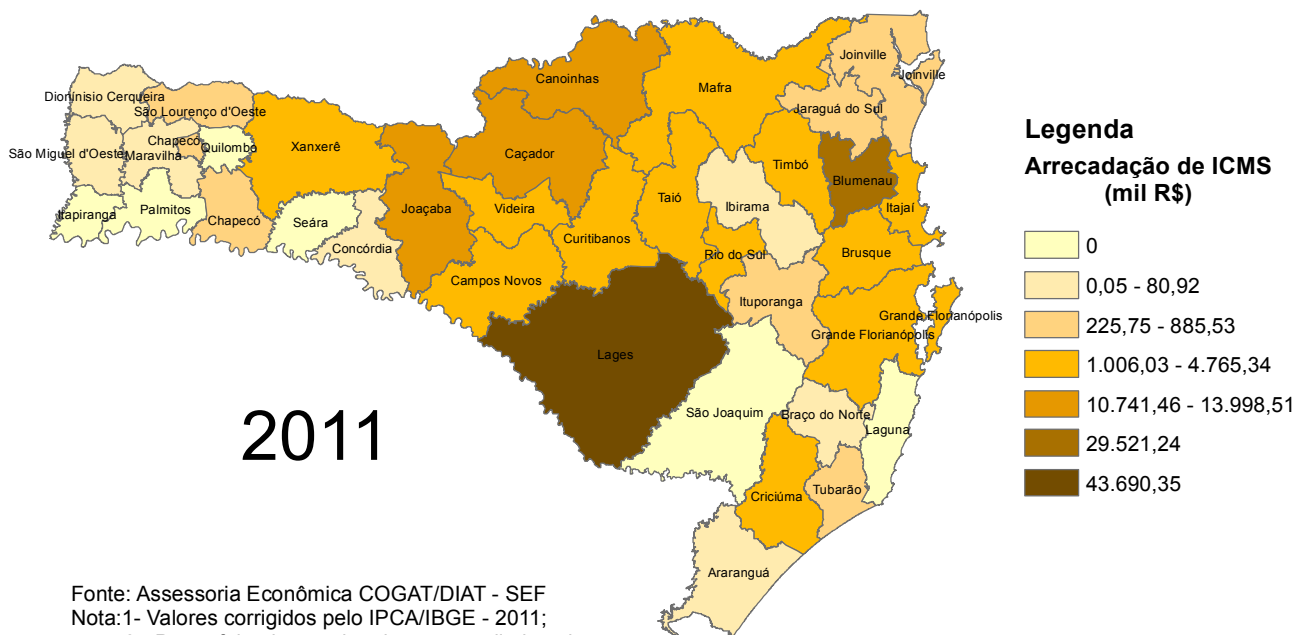 Joinville
Canoinhas
Mafra
Joinville
Dionínisio Cerqueira
São Lourenço d'Oeste
Jaraguá do Sul
Chapecó
São Miguel d'Oeste
Maravilha
Quilomba
Xanxerê
Caçador
Timbó
Blumenau
Itapiranga
Palmitos
Chapecó
Seára
Joaçaba
Videira
Taió
Ibirama
Itajaí
Concórdia
Curitibanos
Rio do Sul
Brusque
Campos Novos
Ituporanga
Grande Florianópolis
Grande Florianópolis
Lages
São Joaquim
Braço do Norte
Laguna
Criciúma
Tubarão
Araranguá
2011
Legenda
Arrecadação de ICMS
(mil R$)
0
0,05 - 80,92
225,75 - 885,53
1.006,03 - 4.765,34
10.741,46 - 13.998,51
29.521,24
43.690,35
Fonte: Assessoria Econômica COGAT/DIAT - SEF
Nota:1- Valores corrigidos pelo IPCA/IBGE - 2011;